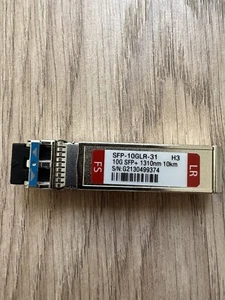 FS
SFP-10GLR-31 H3
10G SFP+ 1310nm 10km
S/N:G2130499374
LR